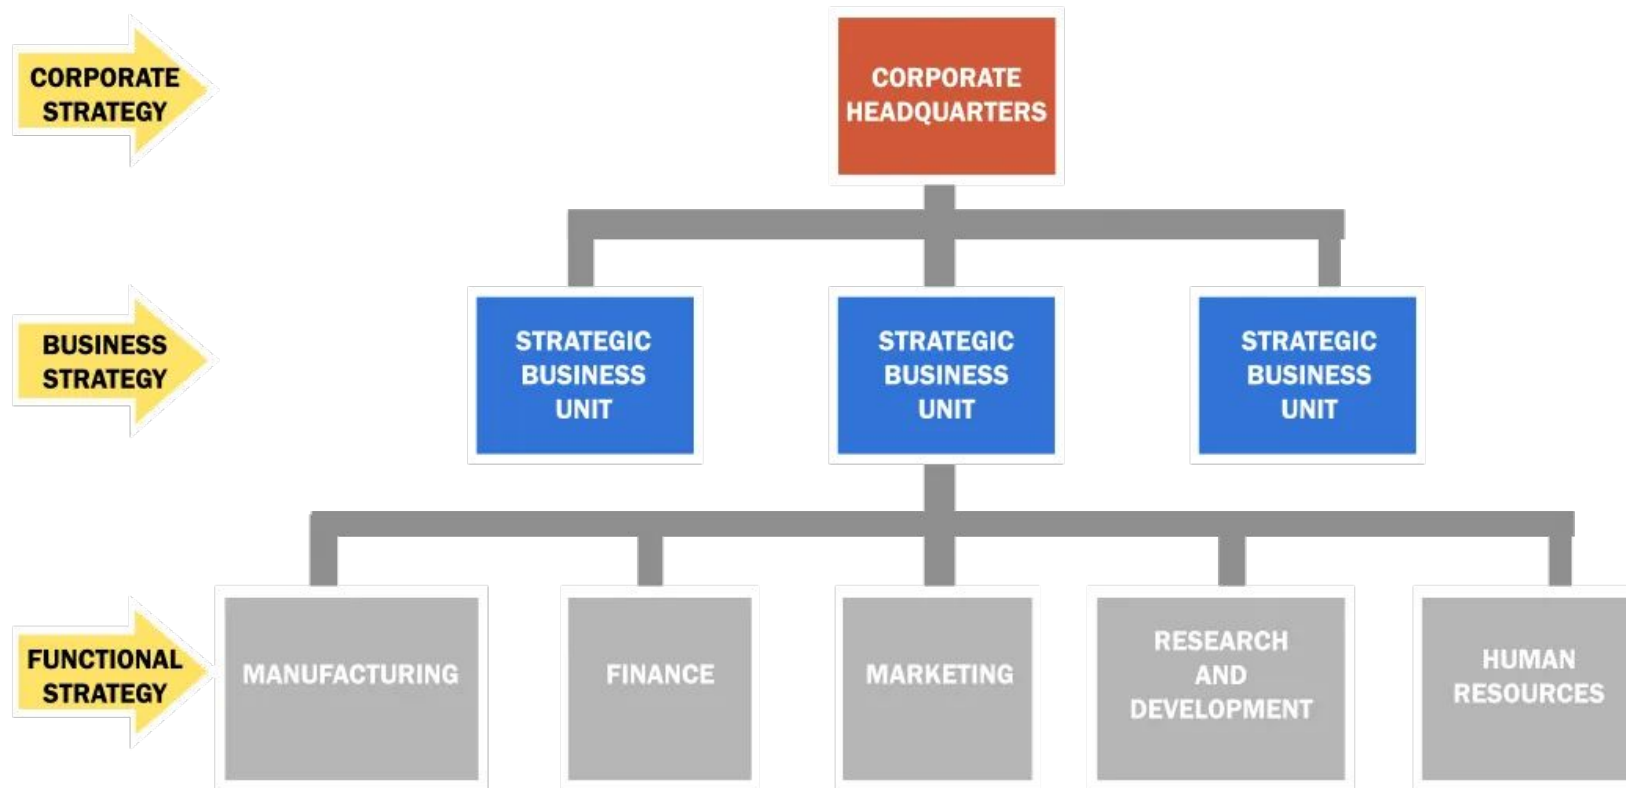 CORPORATE
STRATEGY
CORPORATE
HEADQUARTERS
BUSINESS
STRATEGY
STRATEGIC
BUSINESS
UNIT
STRATEGIC
BUSINESS
UNIT
STRATEGIC
BUSINESS
UNIT
FUNCTIONAL
STRATEGY
MANUFACTURING
FINANCE
MARKETING
RESEARCH
AND
DEVELOPMENT
HUMAN
RESOURCES